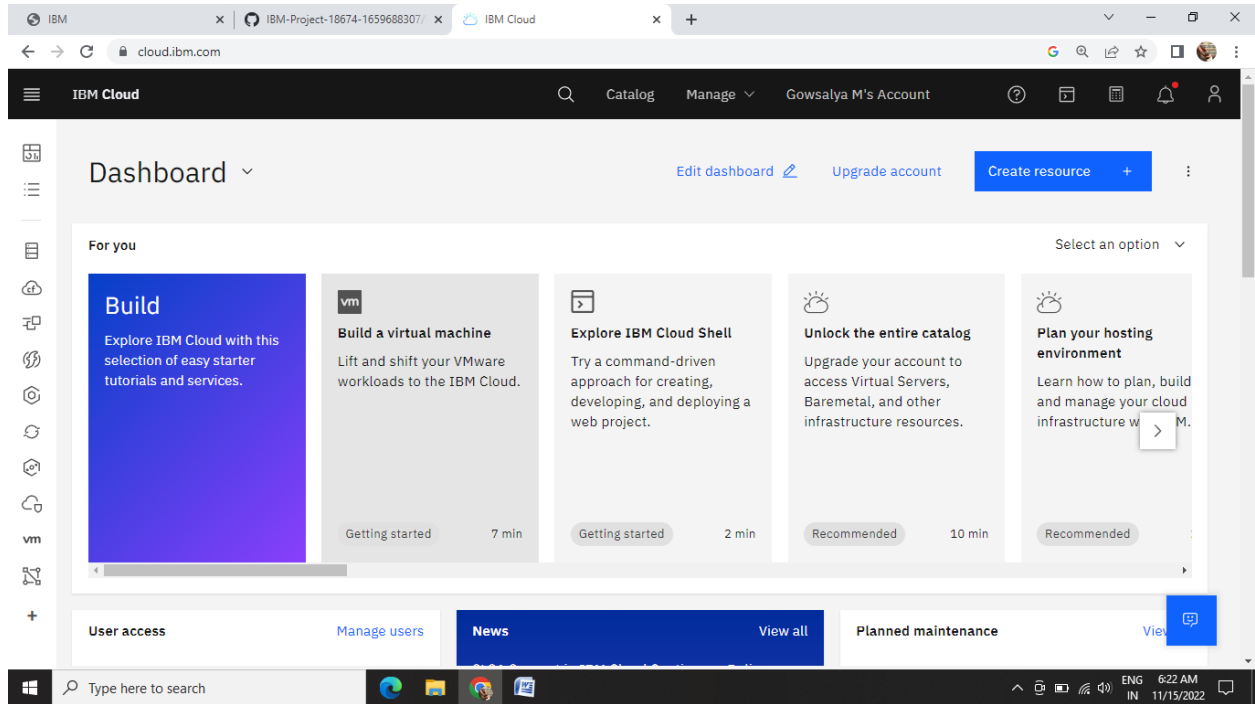 IBM
IBM-Project-18674-1659688307/
IBM Cloud
cloud.ibm.com
IBM Cloud
Catalog
Manage
Gowsalya M's Account
Dashboard
Edit dashboard
Upgrade account
Create resource +
For you
Select an option
Build
Explore IBM Cloud with this
selection of easy starter
tutorials and services.
vm
Build a virtual machine
Lift and shift your VMware
workloads to the IBM Cloud.
Getting started
7 min
Explore IBM Cloud Shell
Try a command-driven
approach for creating,
developing, and deploying a
web project.
Getting started
2 min
Unlock the entire catalog
Upgrade your account to
access Virtual Servers,
Baremetal, and other
infrastructure resources.
Recommended
10 min
Plan your hosting
environment
Learn how to plan, build
and manage your cloud
infrastructure
Recommended
vm
User access
Manage users
News
View all
Planned maintenance
Type here to search
ENG
IN
6:22 AM
11/15/2022